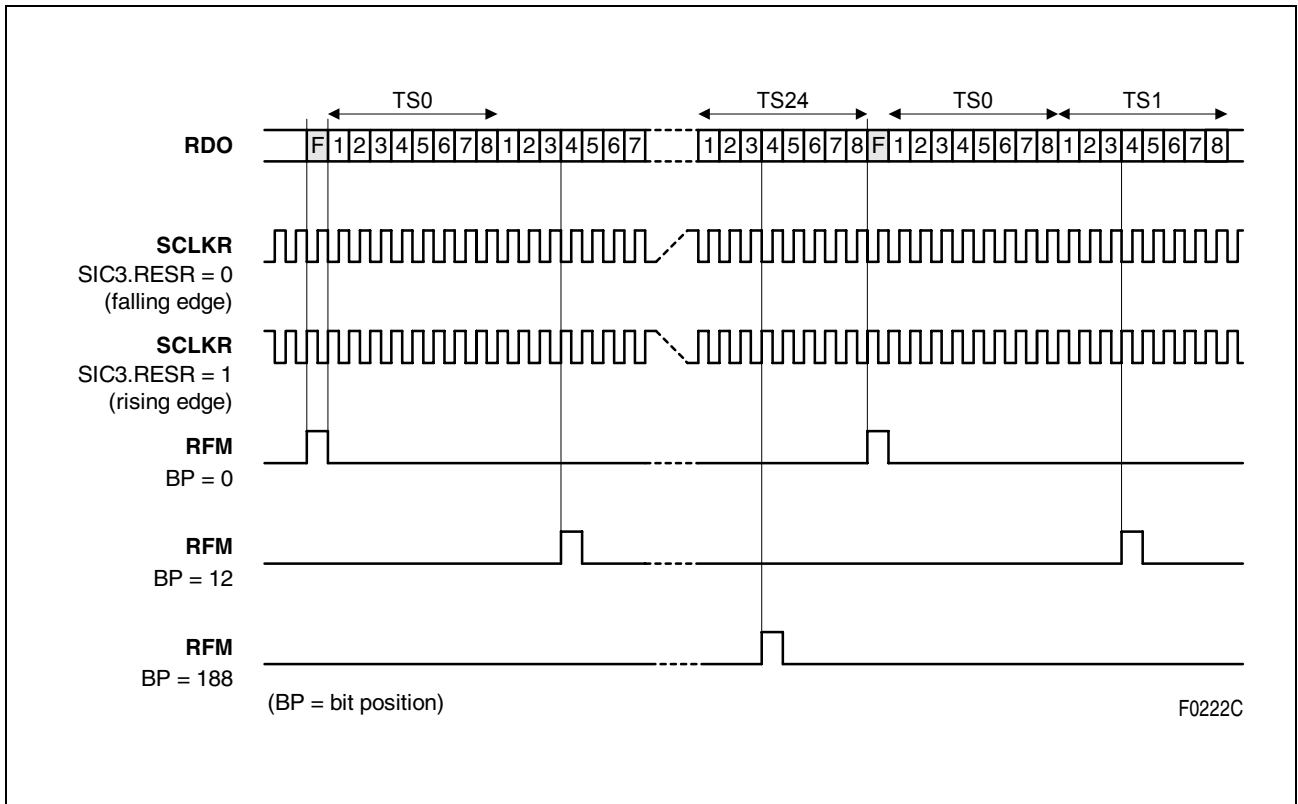 TS0 TS24 TS0 TS1
RDO F 1 2 3 4 5 6 7 8 1 2 3 4 5 6 7 1 2 3 4 5 6 7 8 F 1 2 3 4 5 6 7 8 1 2 3 4 5 6 7 8
SCLKR
SIC3.RESR = 0
(falling edge)
SCLKR
SIC3.RESR = 1
(rising edge)
RFM
BP = 0
RFM
BP = 12
RFM
BP = 188
(BP = bit position)
F0222C